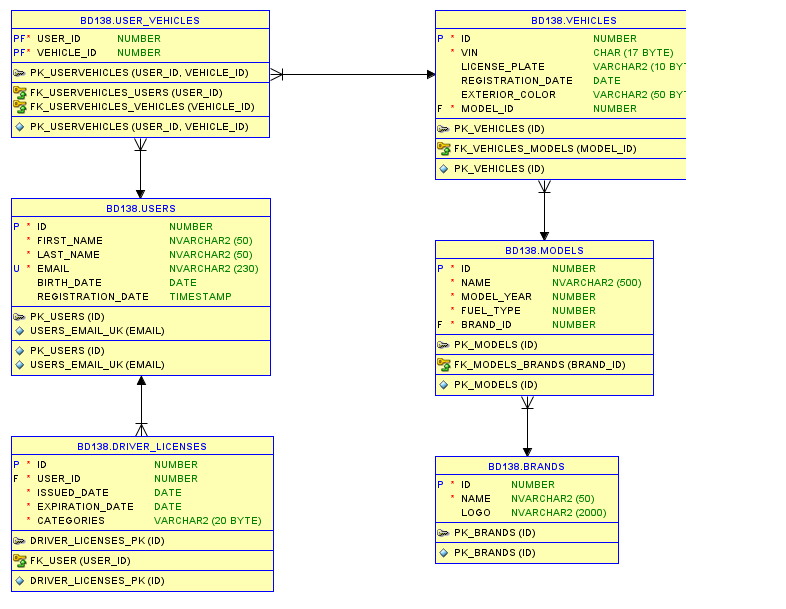 BD138.USER_VEHICLES
PF* USER_ID NUMBER
PF* VEHICLE_ID NUMBER
PK_USERVEHICLES (USER_ID, VEHICLE_ID)
FK_USERVEHICLES_USERS (USER_ID)
FK_USERVEHICLES_VEHICLES (VEHICLE_ID)
PK_USERVEHICLES (USER_ID, VEHICLE_ID)
BD138.VEHICLES
P * ID NUMBER
* VIN CHAR (17 BYTE)
LICENSE_PLATE VARCHAR2 (10 BYT
REGISTRATION_DATE DATE
EXTERIOR_COLOR VARCHAR2 (50 BYT
F * MODEL_ID NUMBER
PK_VEHICLES (ID)
FK_VEHICLES_MODELS (MODEL_ID)
PK_VEHICLES (ID)
BD138.USERS
P * ID NUMBER
* FIRST_NAME NVARCHAR2 (50)
* LAST_NAME NVARCHAR2 (50)
U * EMAIL NVARCHAR2 (230)
BIRTH_DATE DATE
REGISTRATION_DATE TIMESTAMP
PK_USERS (ID)
USERS_EMAIL_UK (EMAIL)
PK_USERS (ID)
USERS_EMAIL_UK (EMAIL)
BD138.MODELS
P * ID NUMBER
* NAME NVARCHAR2 (500)
* MODEL_YEAR NUMBER
* FUEL_TYPE NUMBER
F * BRAND_ID NUMBER
PK_MODELS (ID)
FK_MODELS_BRANDS (BRAND_ID)
PK_MODELS (ID)
BD138.DRIVER_LICENSES
P * ID NUMBER
F * USER_ID NUMBER
* ISSUED_DATE DATE
* EXPIRATION_DATE DATE
* CATEGORIES VARCHAR2 (20 BYTE)
DRIVER_LICENSES_PK (ID)
FK_USER (USER_ID)
DRIVER_LICENSES_PK (ID)
BD138.BRANDS
P * ID NUMBER
* NAME NVARCHAR2 (50)
LOGO NVARCHAR2 (2000)
PK_BRANDS (ID)
PK_BRANDS (ID)